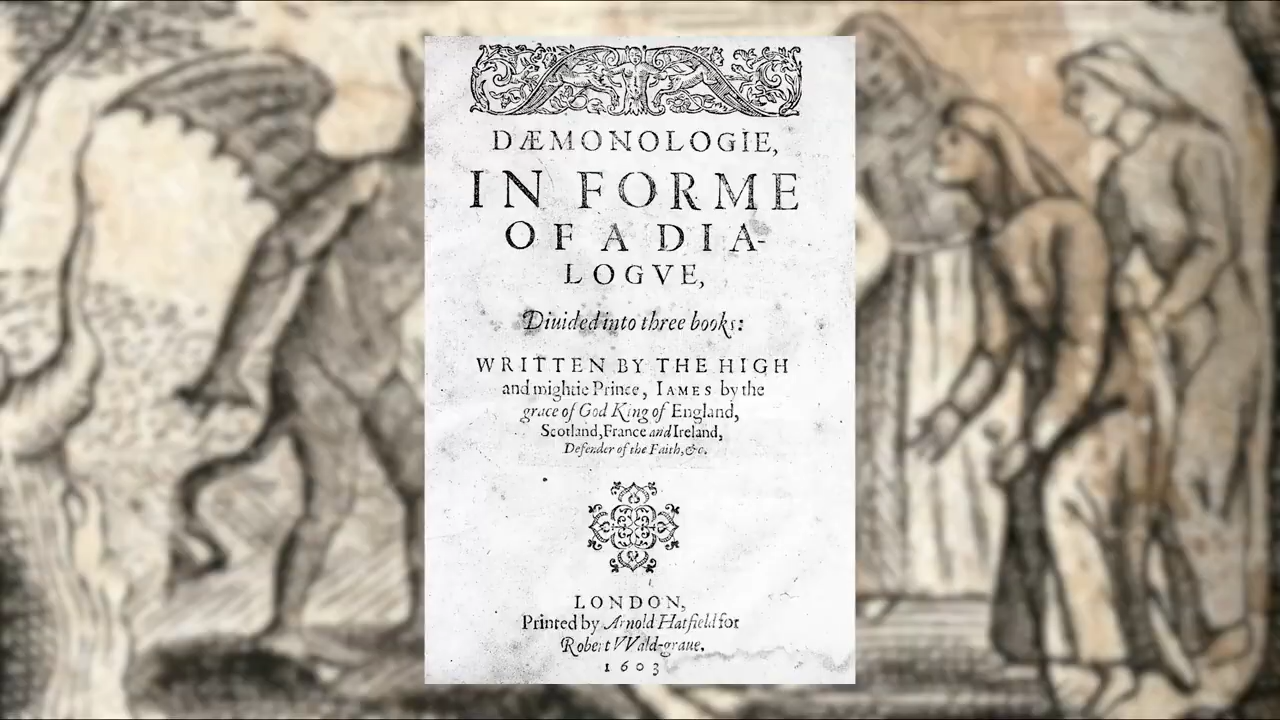 DÆMONOLOGIE,
IN FORME
OF A DIA-
LOGVE,
Diuided into three books:
WRITTEN BY THE HIGH
and mightie Prince, IAMES by the
grace of God King of England,
Scotland, France and Ireland,
Defender of the Faith, &c.
LONDON,
Printed by Arnold Hatfield for
Robert VVald-graue.
1603